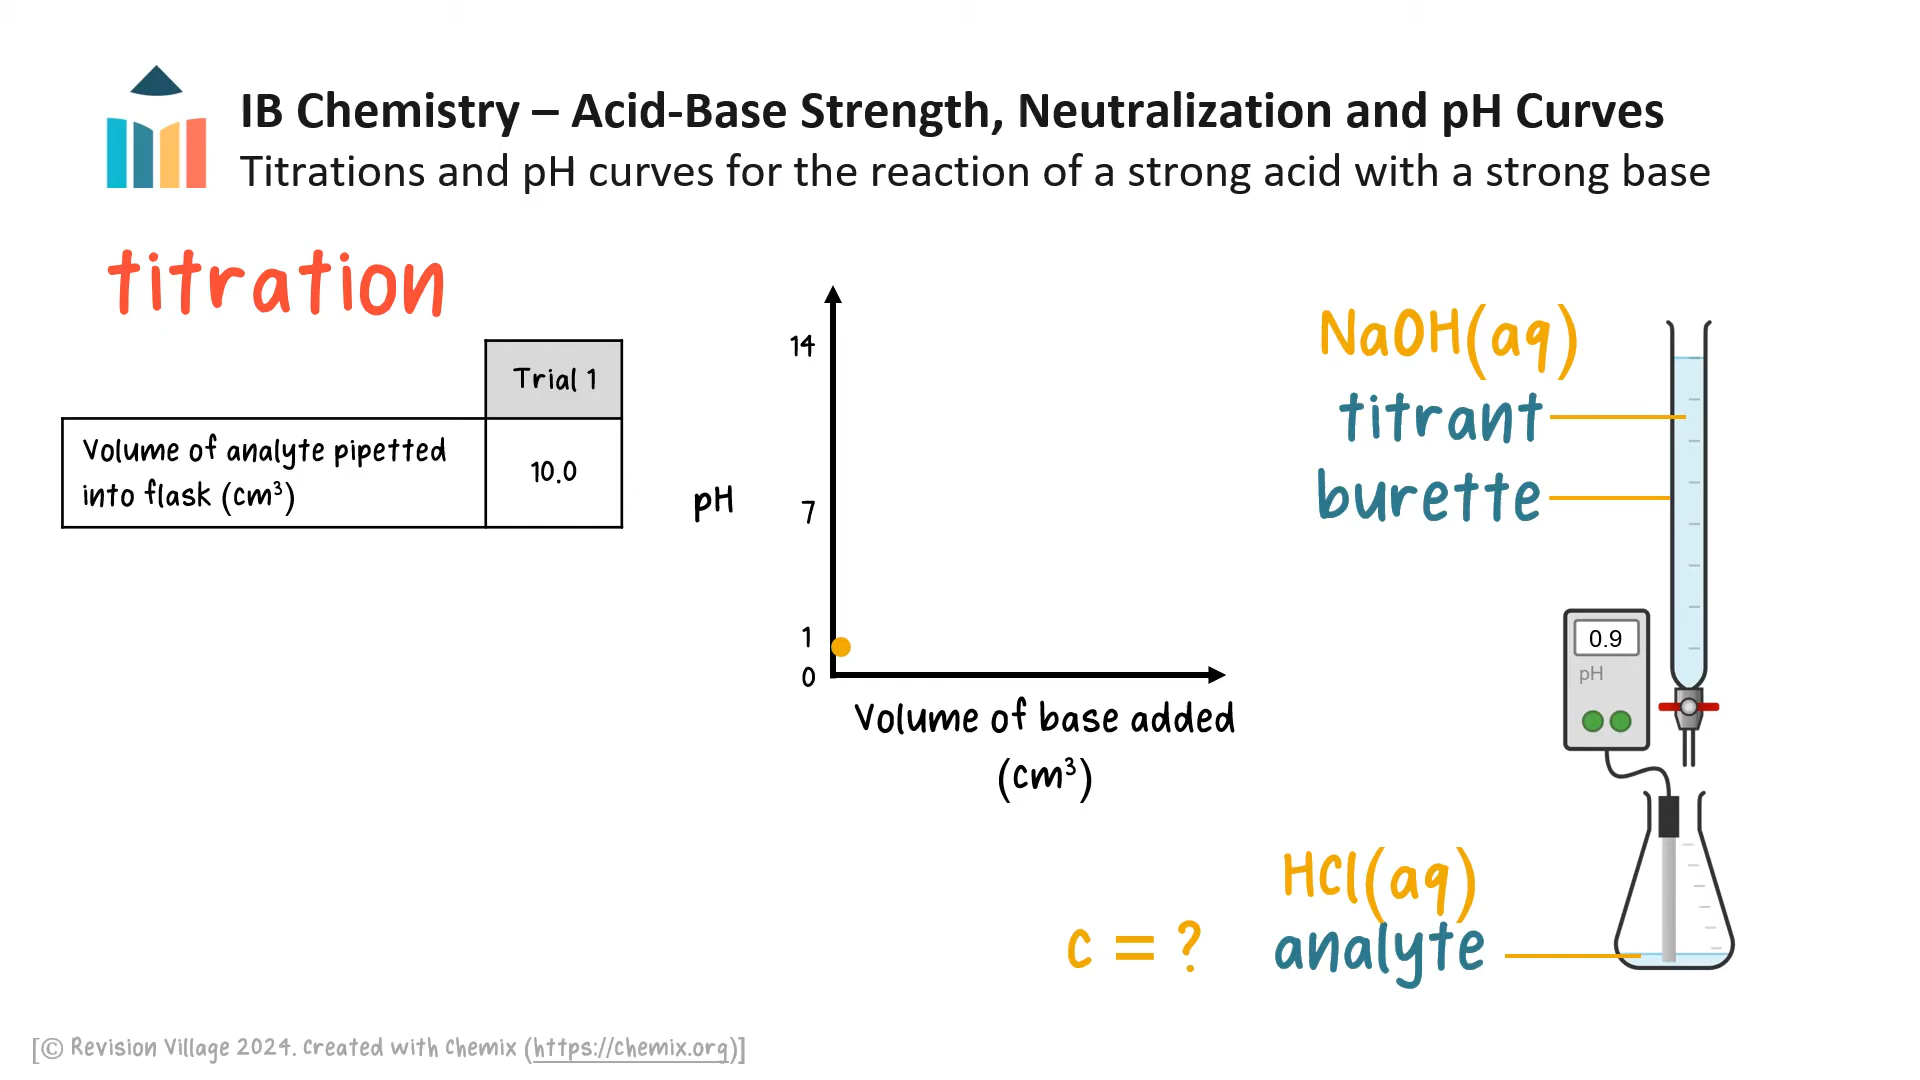 IB Chemistry – Acid-Base Strength, Neutralization and pH Curves
Titrations and pH curves for the reaction of a strong acid with a strong base
titration
Trial 1
Volume of analyte pipetted
into flask (cm³)
10.0
pH
14
7
1
0
Volume of base added
(cm³)
NaOH(aq)
titrant
burette
0.9
pH
HCl(aq)
c = ?
analyte
[© Revision Village 2024. Created with Chemix (https://chemix.org)]